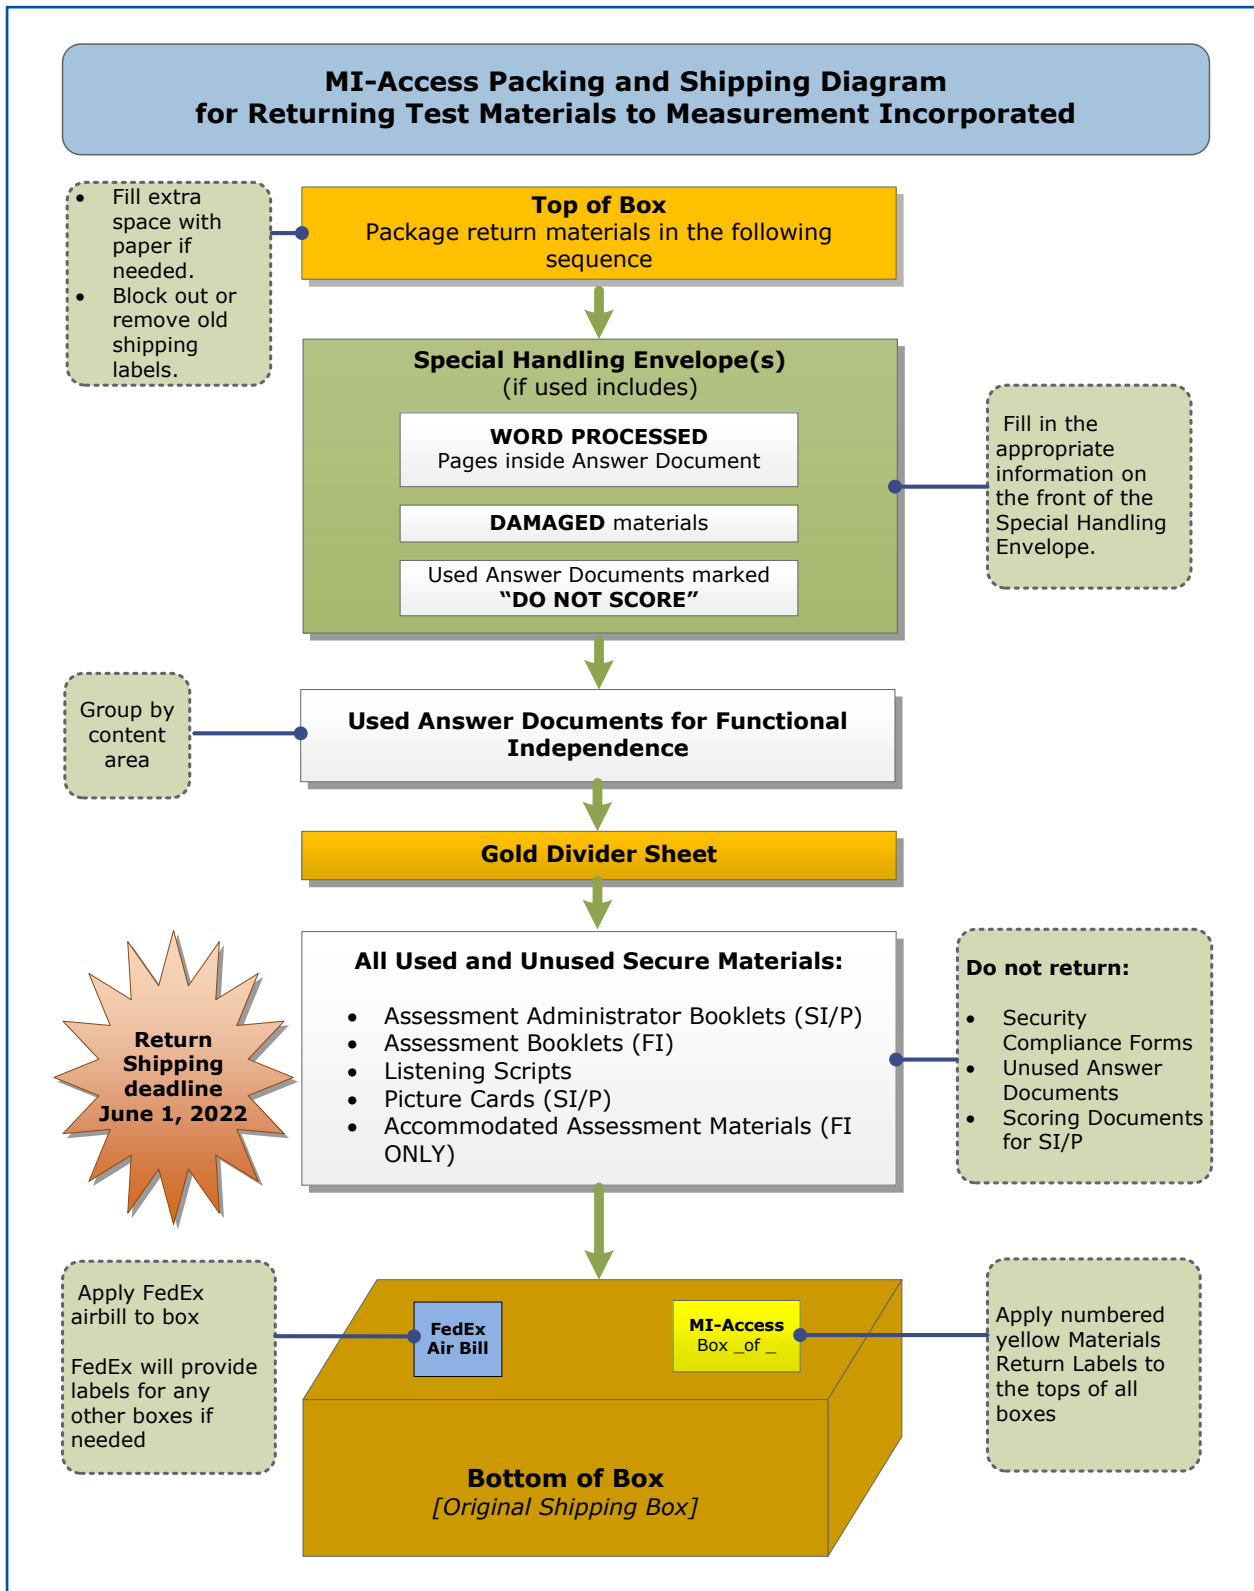 MI-Access Packing and Shipping Diagram
for Returning Test Materials to Measurement Incorporated
• Fill extra
space with
paper if
needed.
• Block out or
remove old
shipping
labels.
Top of Box
Package return materials in the following
sequence
Special Handling Envelope(s)
(if used includes)
WORD PROCESSED
Pages inside Answer Document
DAMAGED materials
Used Answer Documents marked
“DO NOT SCORE”
Fill in the
appropriate
information on
the front of the
Special Handling
Envelope.
Group by
content
area
Used Answer Documents for Functional
Independence
Gold Divider Sheet
Return
Shipping
deadline
June 1, 2022
All Used and Unused Secure Materials:
• Assessment Administrator Booklets (SI/P)
• Assessment Booklets (FI)
• Listening Scripts
• Picture Cards (SI/P)
• Accommodated Assessment Materials (FI
ONLY)
Do not return:
• Security
Compliance Forms
• Unused Answer
Documents
• Scoring Documents
for SI/P
Apply FedEx
airbill to box
FedEx will provide
labels for any
other boxes if
needed
FedEx
Air Bill
MI-Access
Box _of _
Apply numbered
yellow Materials
Return Labels to
the tops of all
boxes
Bottom of Box
[Original Shipping Box]